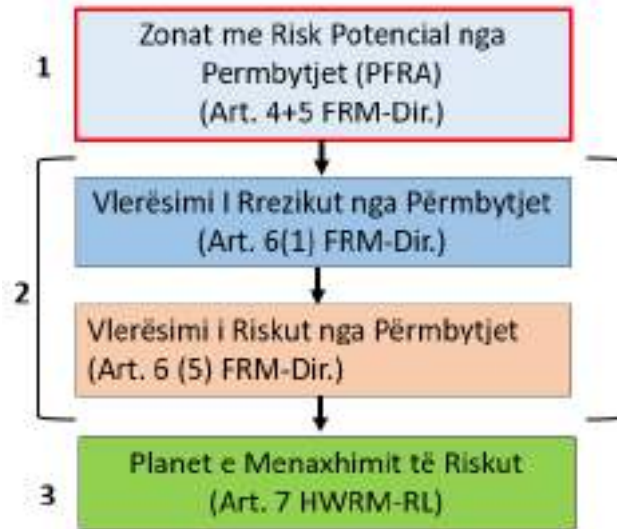 1
Zonat me Risk Potencial nga
Permbytjet (PFRA)
(Art. 4+5 FRM-Dir.)
2
Vlerësimi I Rrezikut nga Përmbytjet
(Art. 6(1) FRM-Dir.)
Vlerësimi i Riskut nga Përmbytjet
(Art. 6 (5) FRM-Dir.)
3
Planet e Menaxhimit të Riskut
(Art. 7 HWRM-RL)